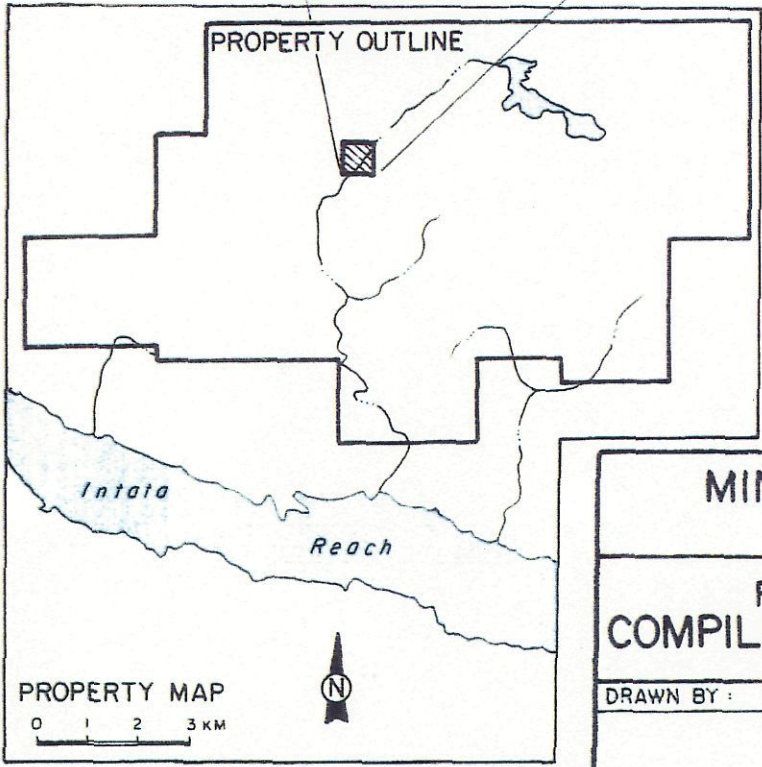 PROPERTY OUTLINE
Intata
Reach
N
PROPERTY MAP
0 1 2 3 KM
MIN
COMPIL
DRAWN BY :